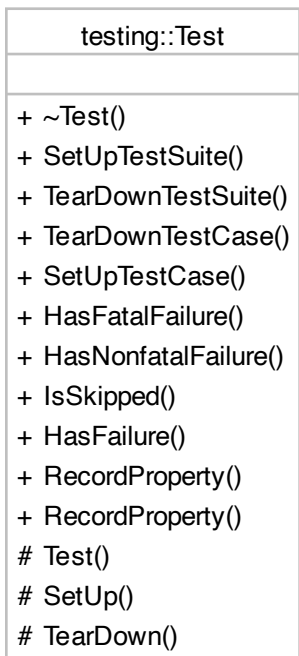 testing::Test
+ ~Test()
+ SetUpTestSuite()
+ TearDownTestSuite()
+ TearDownTestCase()
+ SetUpTestCase()
+ HasFatalFailure()
+ HasNonfatalFailure()
+ IsSkipped()
+ HasFailure()
+ RecordProperty()
+ RecordProperty()
# Test()
# SetUp()
# TearDown()